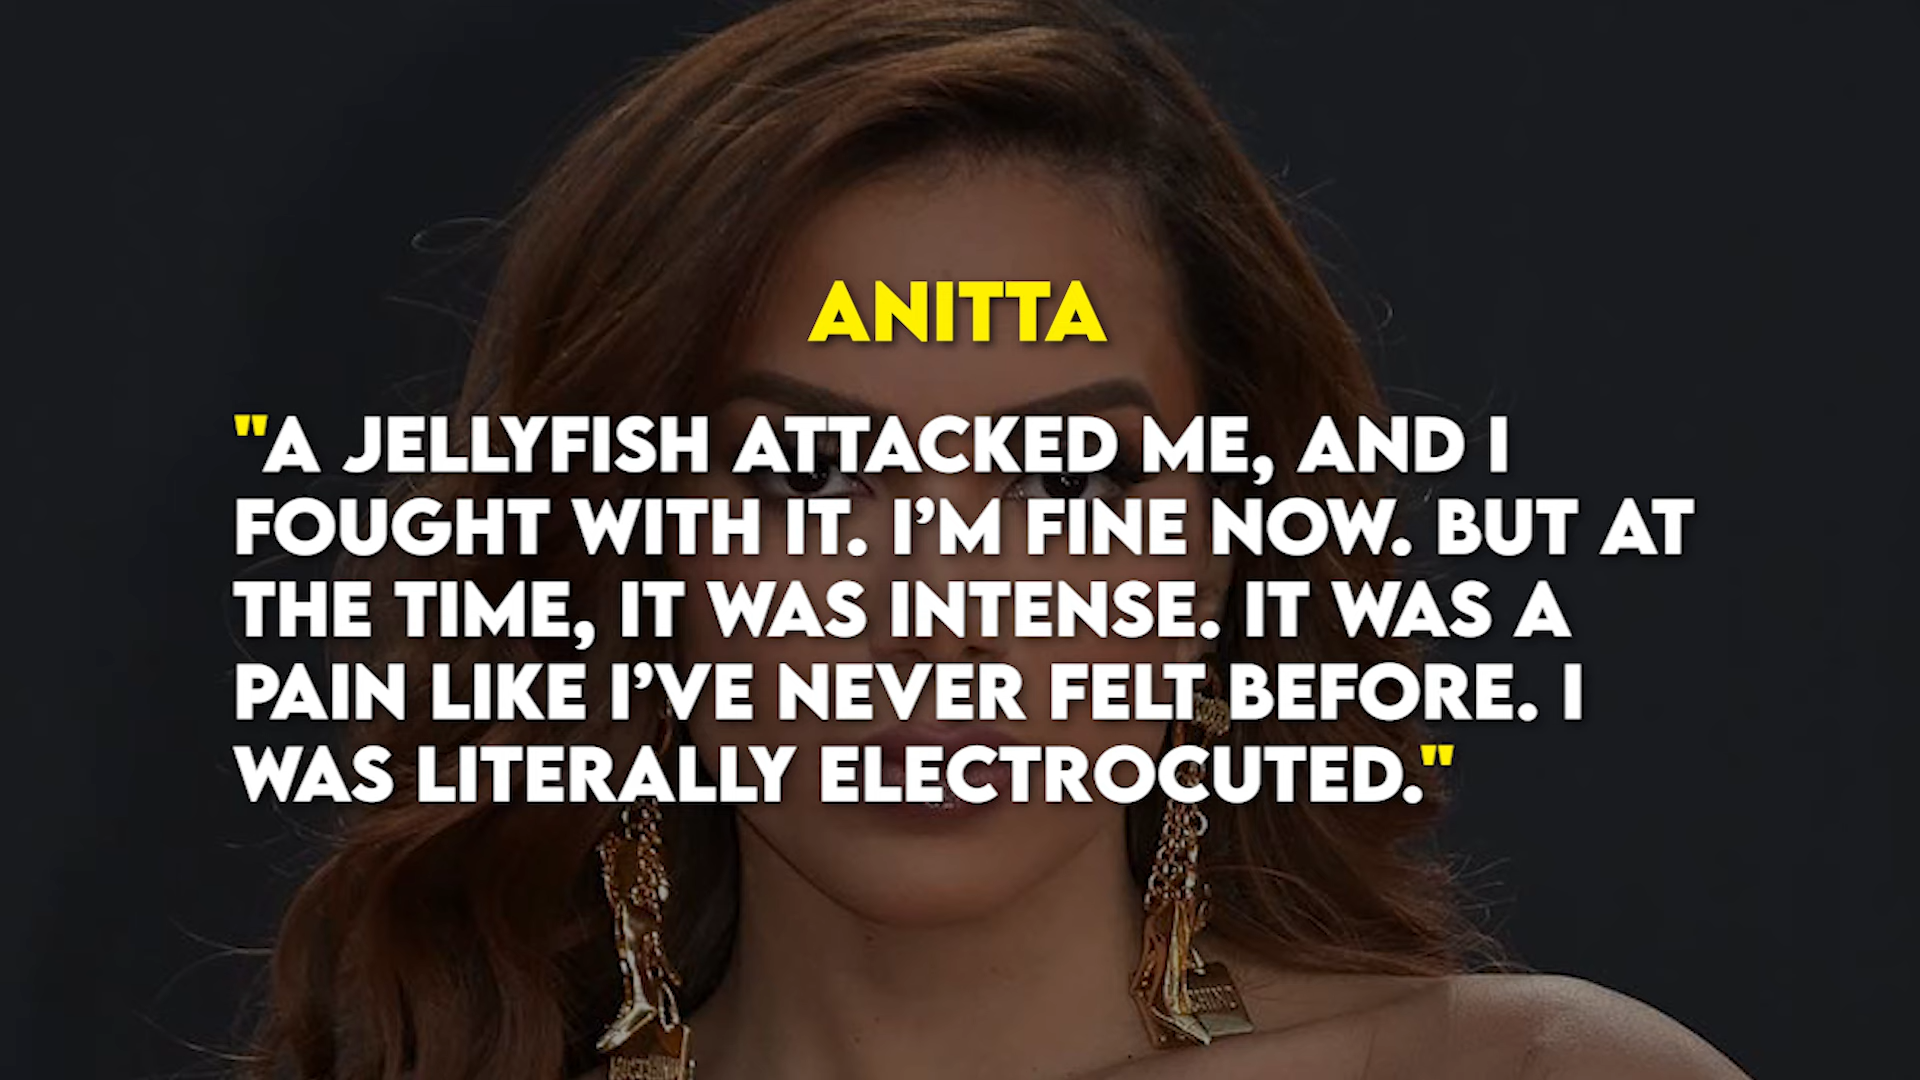 ANITTA
"A JELLYFISH ATTACKED ME, AND I
FOUGHT WITH IT. I’M FINE NOW. BUT AT
THE TIME, IT WAS INTENSE. IT WAS A
PAIN LIKE I’VE NEVER FELT BEFORE. I
WAS LITERALLY ELECTROCUTED."